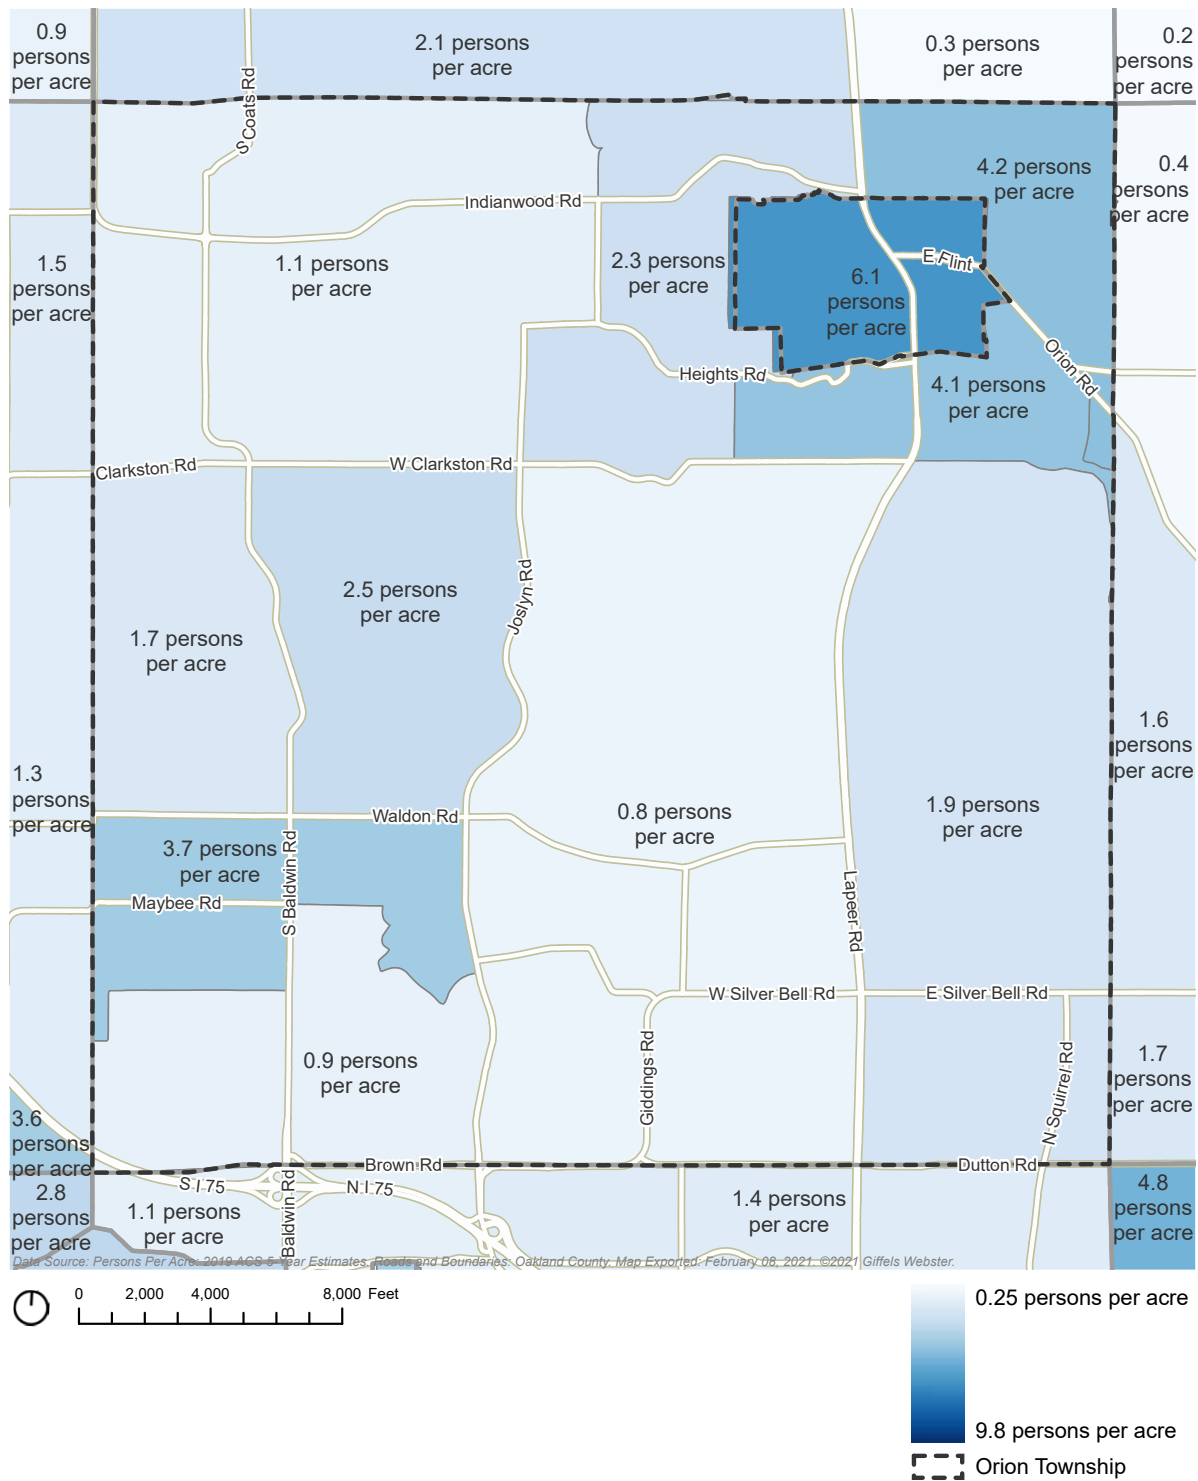 0.9
persons
per acre
2.1 persons
per acre
0.3 persons
per acre
0.2
persons
per acre
S Coats Rd
4.2 persons
per acre
0.4
persons
per acre
Indianwood Rd
1.5
persons
per acre
1.1 persons
per acre
2.3 persons
per acre
6.1
persons
per acre
E Flint
Orion Rd
Heights Rd
4.1 persons
per acre
Clarkston Rd
W Clarkston Rd
2.5 persons
per acre
Joslyn Rd
1.7 persons
per acre
1.6
persons
per acre
1.3
persons
per acre
Waldon Rd
0.8 persons
per acre
1.9 persons
per acre
3.7 persons
per acre
S Baldwin Rd
Maybee Rd
Lapeer Rd
W Silver Bell Rd
E Silver Bell Rd
0.9 persons
per acre
Giddings Rd
N Squirrel Rd
1.7
persons
per acre
3.6
persons
per acre
Brown Rd
Dutton Rd
2.8
persons
per acre
S I 75
N I 75
1.1 persons
per acre
Baldwin Rd
1.4 persons
per acre
4.8
persons
per acre
Data Source: Persons Per Acre: 2019 ACS 5-Year Estimates. Roads and Boundaries: Oakland County. Map Exported: February 08, 2021. ©2021 Giffels Webster.
0 2,000 4,000 8,000 Feet
0.25 persons per acre
9.8 persons per acre
Orion Township